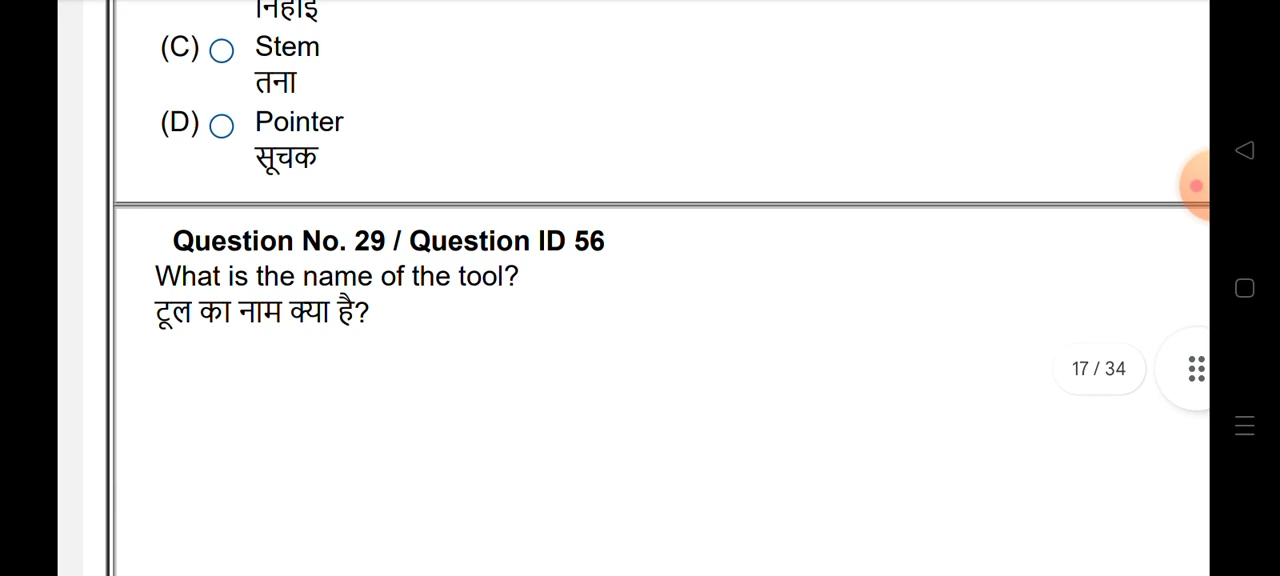 निहाई
(C) Stem
तना
(D) Pointer
सूचक
Question No. 29 / Question ID 56
What is the name of the tool?
टूल का नाम क्या है?
17 / 34